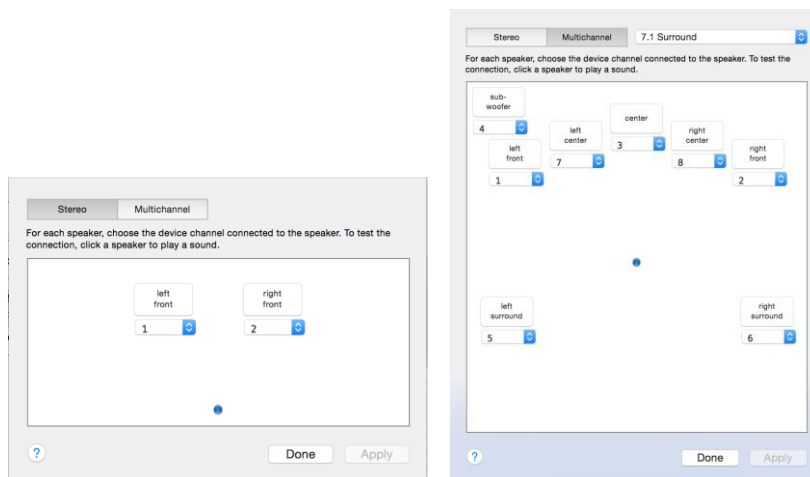 Stereo
Multichannel
For each speaker, choose the device channel connected to the speaker. To test the
connection, click a speaker to play a sound.
left
front
1
right
front
2
?
Done
Apply
Stereo
Multichannel
7.1 Surround
For each speaker, choose the device channel connected to the speaker. To test the
connection, click a speaker to play a sound.
sub-
woofer
4
left
front
1
left
center
7
center
3
right
center
8
right
front
2
left
surround
5
right
surround
6
?
Done
Apply